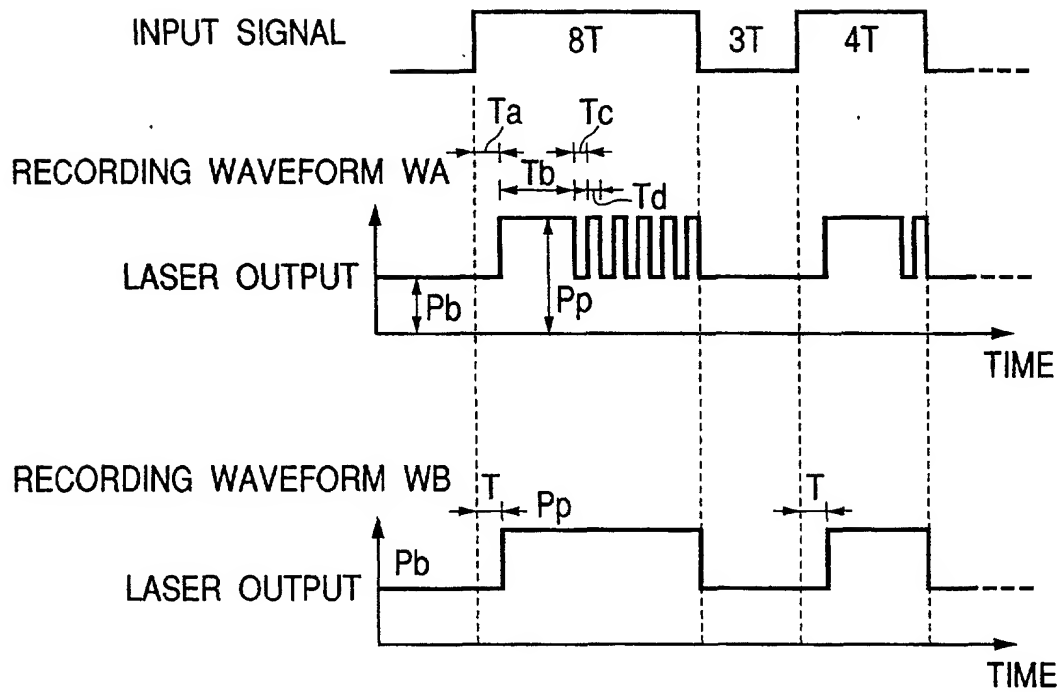 INPUT SIGNAL
8T
3T
4T
Ta
Tc
RECORDING WAVEFORM WA
Tb
Td
LASER OUTPUT
Pb
Pp
TIME
RECORDING WAVEFORM WB
T
Pp
T
Pb
LASER OUTPUT
TIME